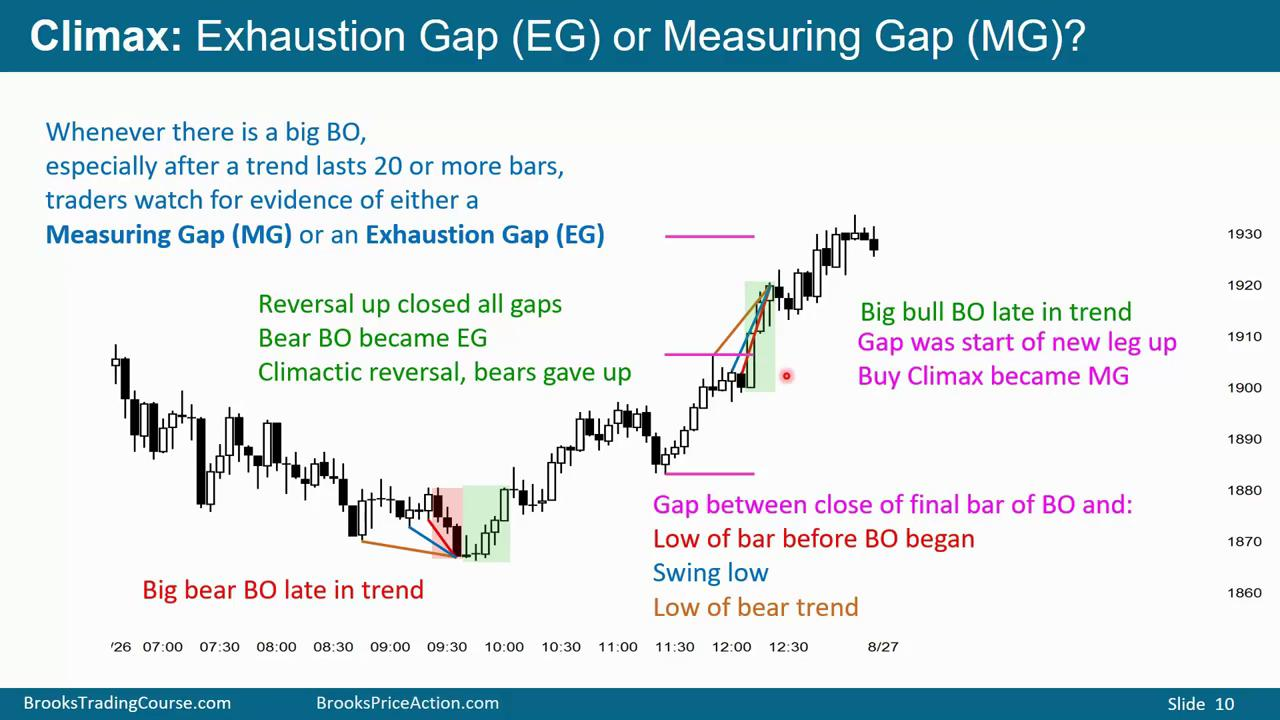 Climax: Exhaustion Gap (EG) or Measuring Gap (MG)?
Whenever there is a big BO,
especially after a trend lasts 20 or more bars,
traders watch for evidence of either a
Measuring Gap (MG) or an Exhaustion Gap (EG)
Reversal up closed all gaps
Bear BO became EG
Climactic reversal, bears gave up
Big bull BO late in trend
Gap was start of new leg up
Buy Climax became MG
Gap between close of final bar of BO and:
Low of bar before BO began
Swing low
Low of bear trend
Big bear BO late in trend
1930
1920
1910
1900
1890
1880
1870
1860
/26 07:00 07:30 08:00 08:30 09:00 09:30 10:00 10:30 11:00 11:30 12:00 12:30 8/27
BrooksTradingCourse.com BrooksPriceAction.com Slide 10